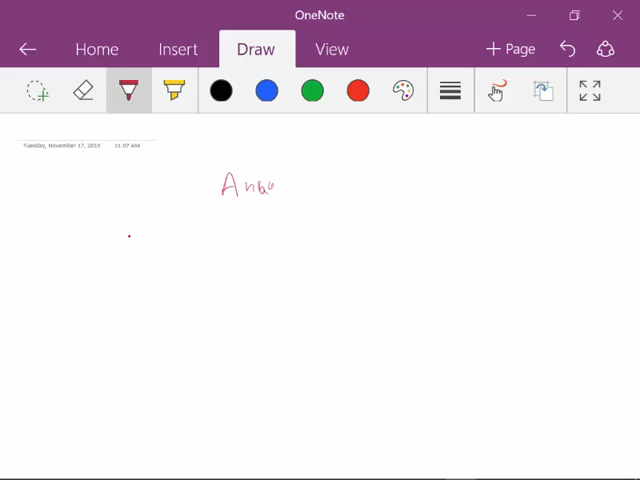 OneNote
Home Insert Draw View + Page
Tuesday, November 17, 2015 11:07 AM